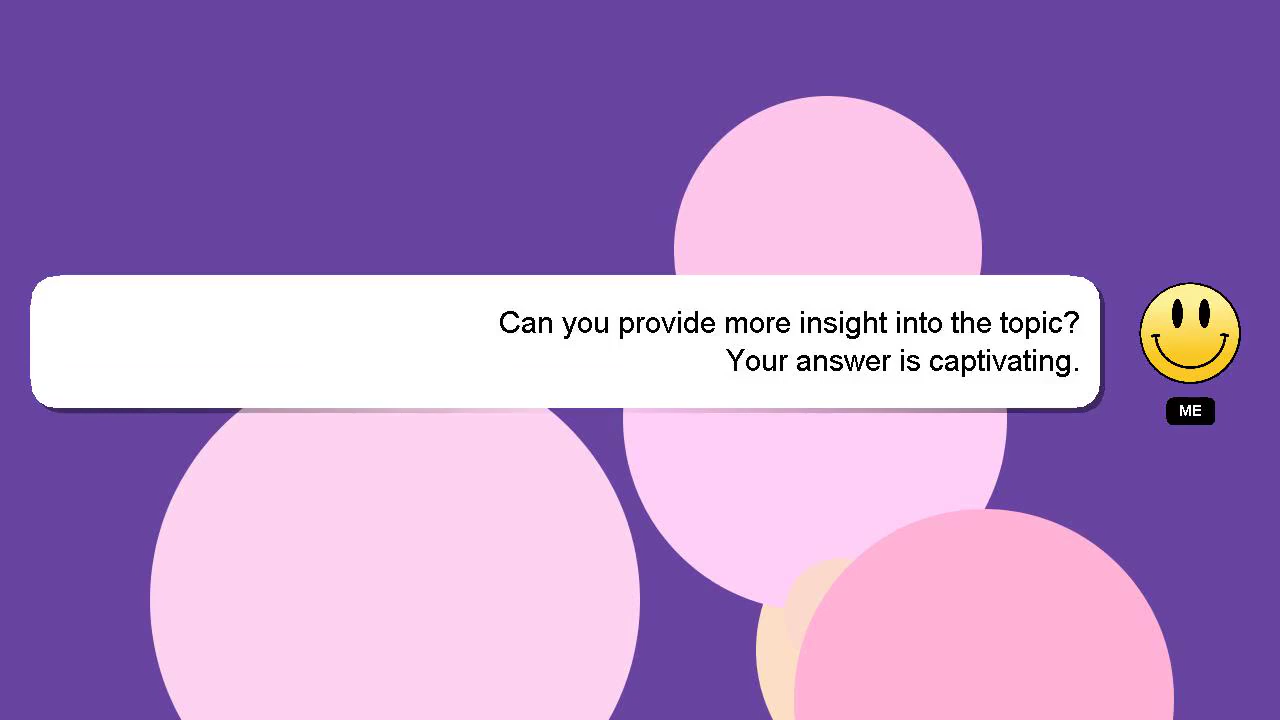 Can you provide more insight into the topic?
Your answer is captivating.
ME